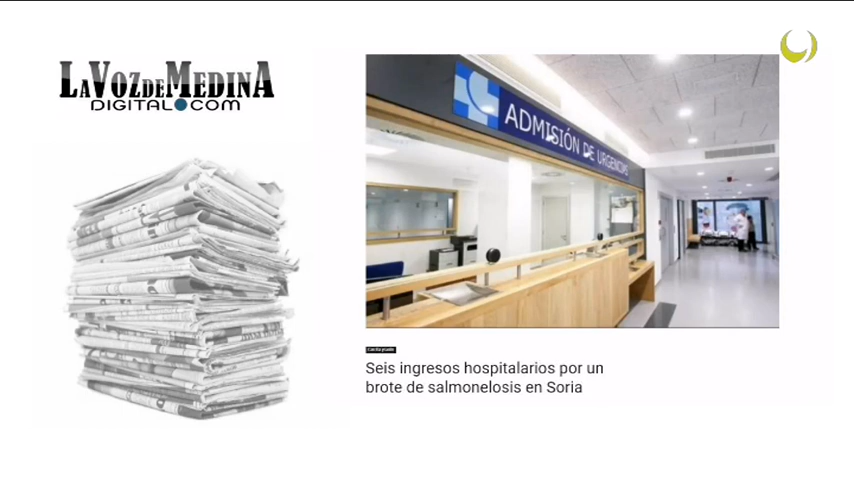 LAVOZDEMEDINA
DIGITAL.COM
ADMISIÓN DE URGENCIAS
Seis ingresos hospitalarios por un
brote de salmonelosis en Soria